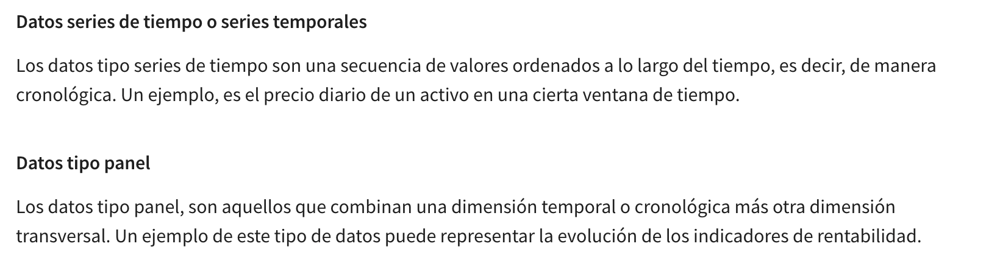 Datos series de tiempo o series temporales
Los datos tipo series de tiempo son una secuencia de valores ordenados a lo largo del tiempo, es decir, de manera
cronológica. Un ejemplo, es el precio diario de un activo en una cierta ventana de tiempo.
Datos tipo panel
Los datos tipo panel, son aquellos que combinan una dimensión temporal o cronológica más otra dimensión
transversal. Un ejemplo de este tipo de datos puede representar la evolución de los indicadores de rentabilidad.